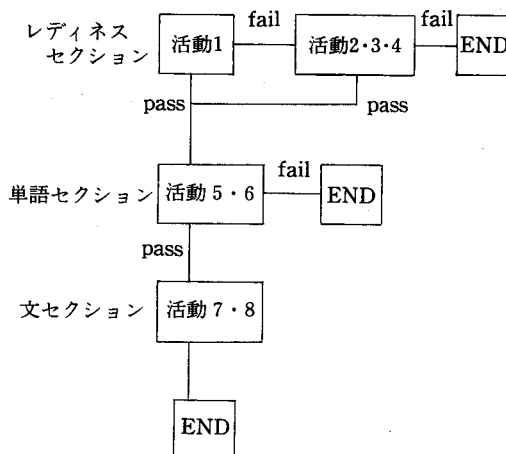 レディネス
セクション
活動1
fail
活動2・3・4
fail
END
pass
pass
単語セクション
活動 5・6
fail
END
pass
文セクション
活動 7・8
END